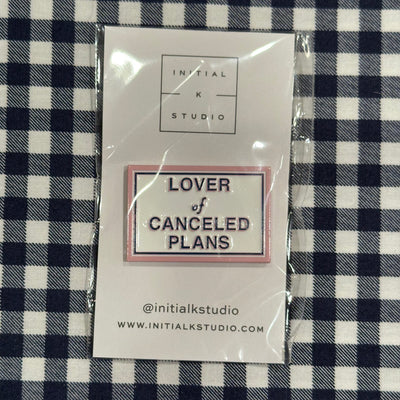 INITIAL
K
STUDIO
LOVER
of
CANCELED
PLANS
@initialkstudio
WWW.INITIALKSTUDIO.COM